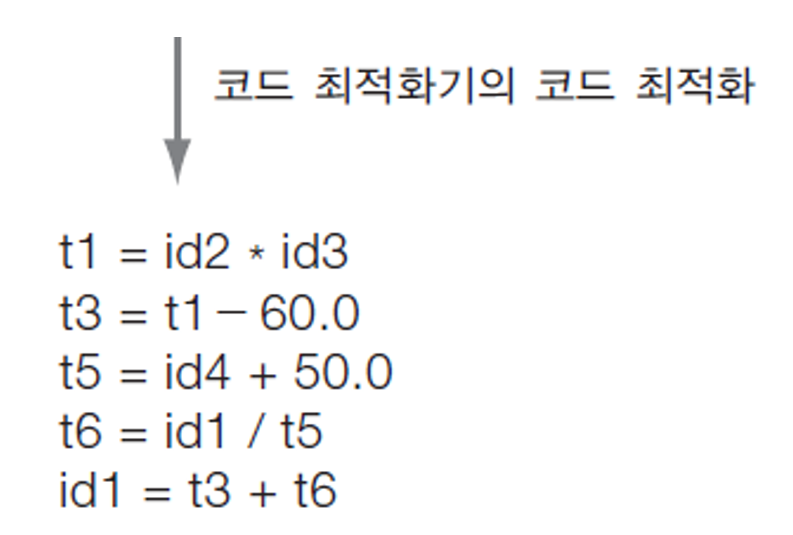 코드 최적화기의 코드 최적화
t1 = id2 * id3
t3 = t1 − 60.0
t5 = id4 + 50.0
t6 = id1 / t5
id1 = t3 + t6